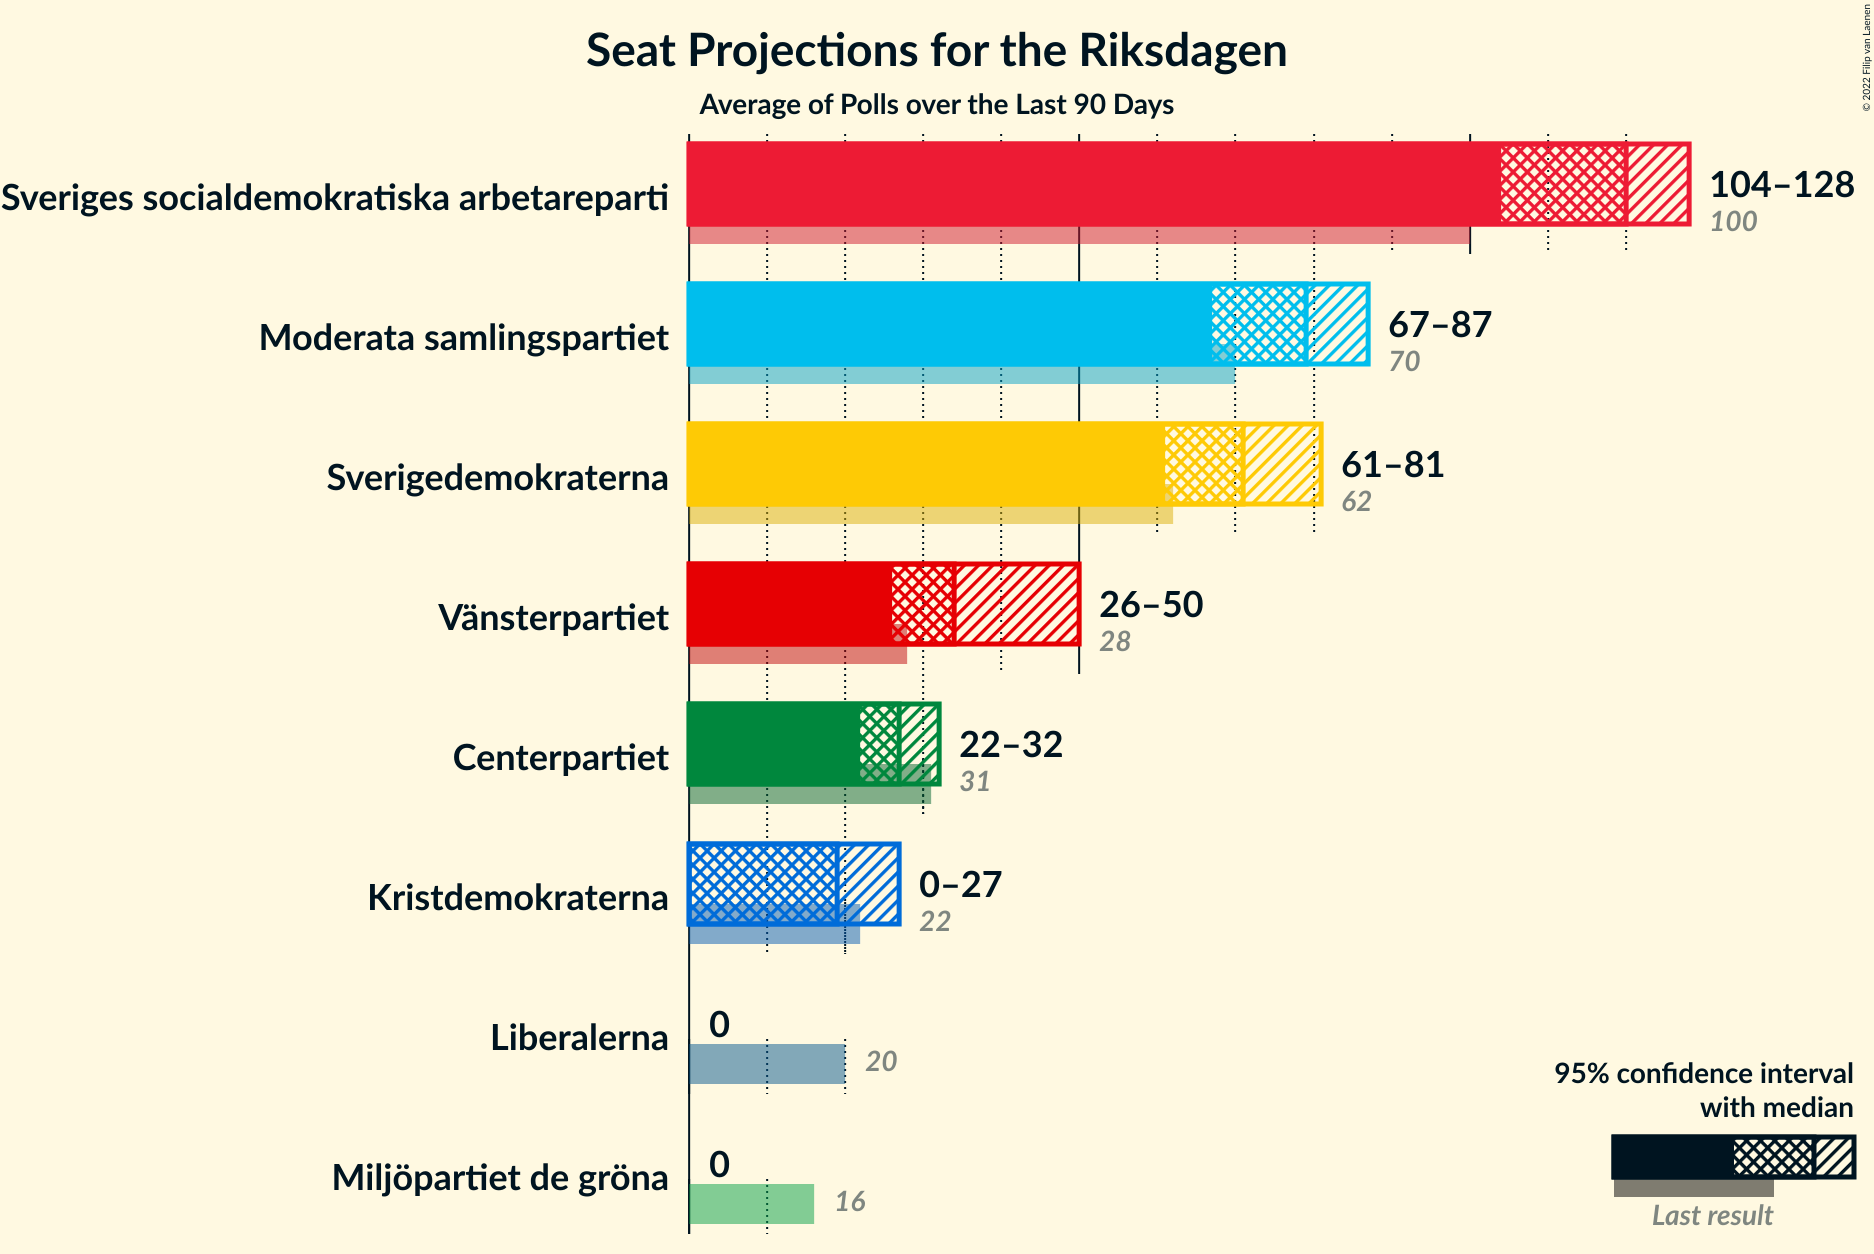 Seat Projections for the Riksdagen
Average of Polls over the Last 90 Days
© 2022 Filip van Laenen
Sveriges socialdemokratiska arbetareparti
104–128
100
Moderata samlingspartiet
67–87
70
Sverigedemokraterna
61–81
62
Vänsterpartiet
26–50
28
Centerpartiet
22–32
31
Kristdemokraterna
0–27
22
Liberalerna
0
20
Miljöpartiet de gröna
0
16
95% confidence interval
with median
Last result